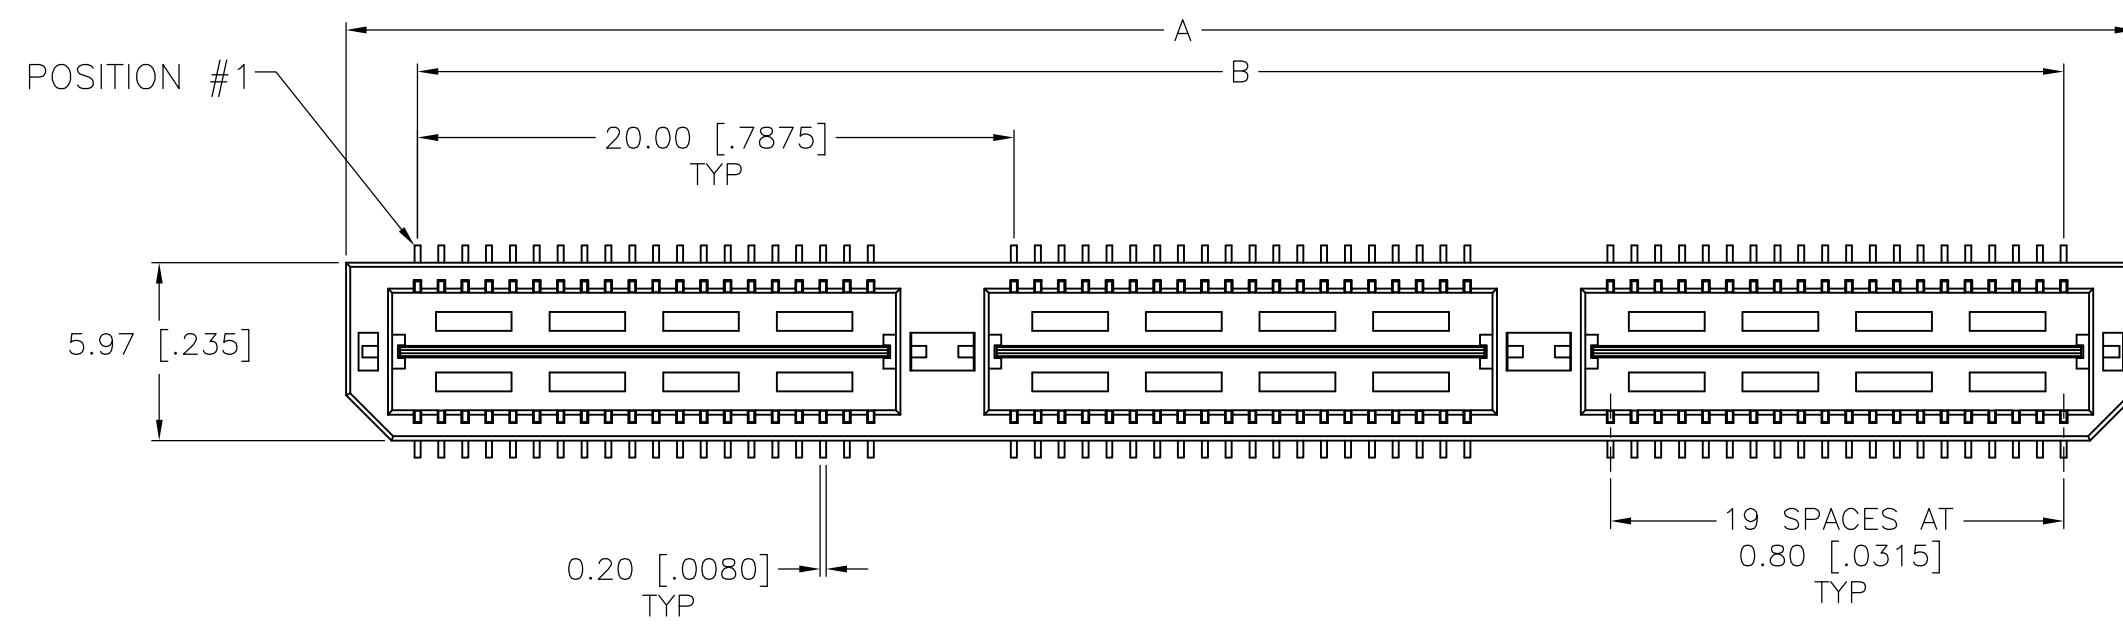 A
B
POSITION #1
20.00 [.7875]
TYP
5.97 [.235]
19 SPACES AT
0.80 [.0315]
TYP
0.20 [.0080]
TYP